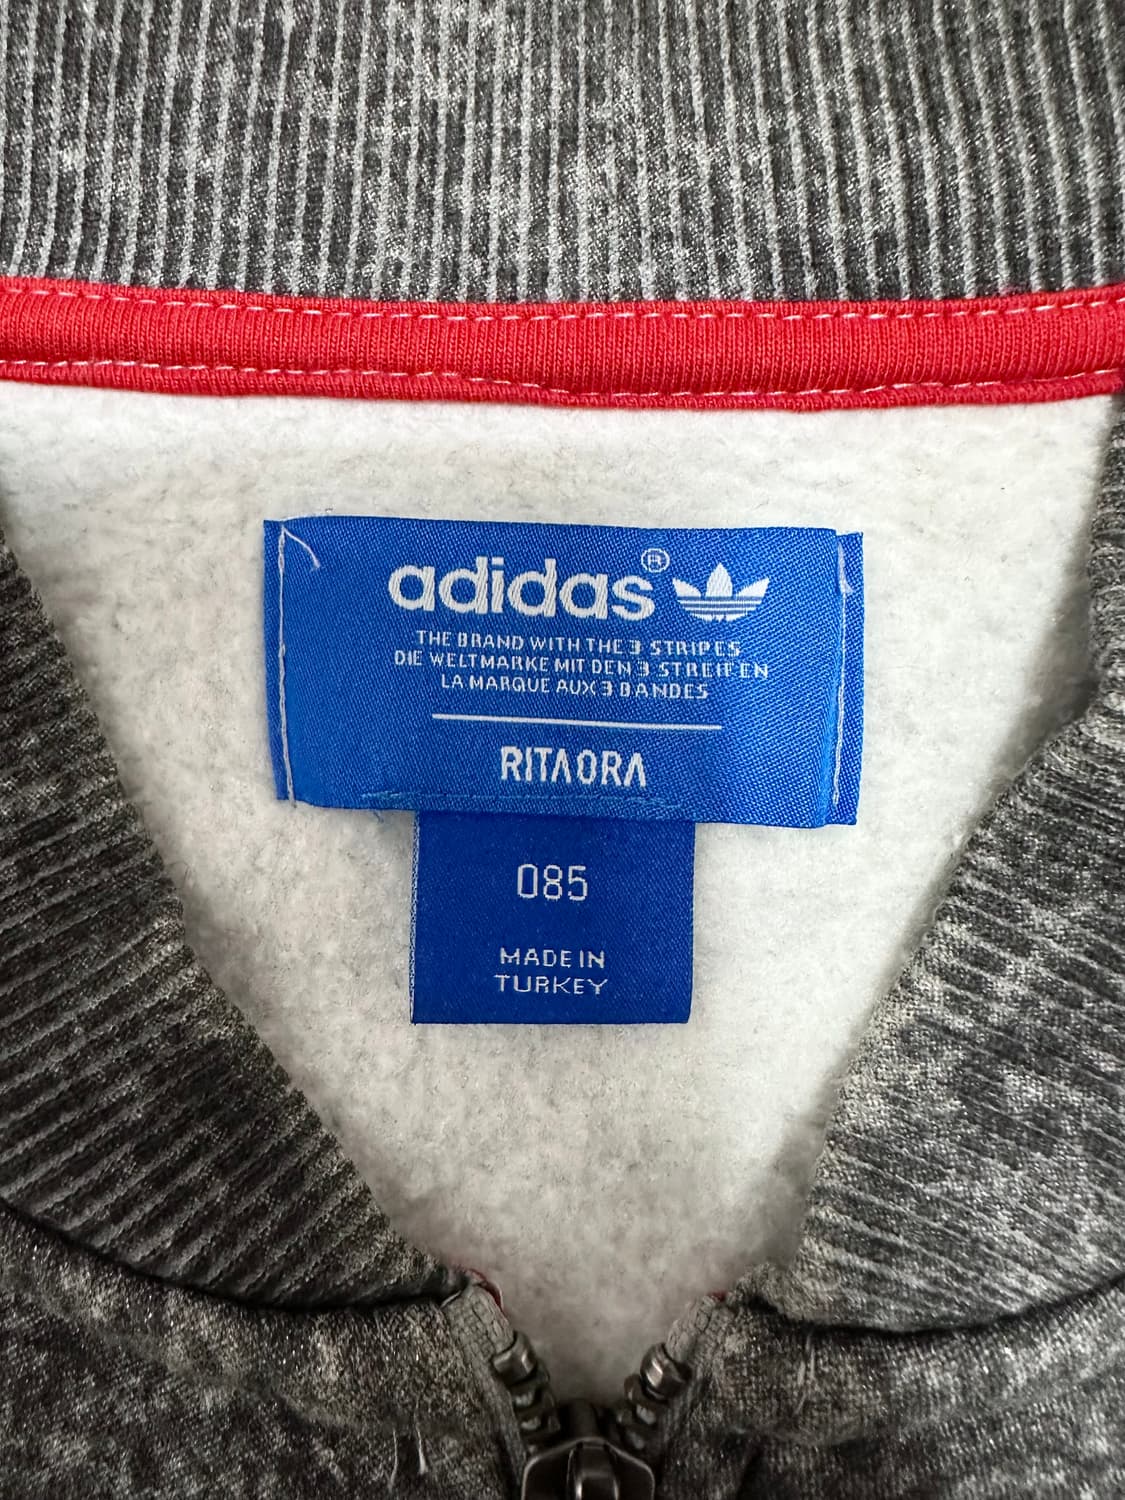 adidas®
THE BRAND WITH THE 3 STRIPES
DIE WELTMARKE MIT DEN 3 STREIFEN
LA MARQUE AUX 3 BANDES
RITA ORA
085
MADE IN
TURKEY